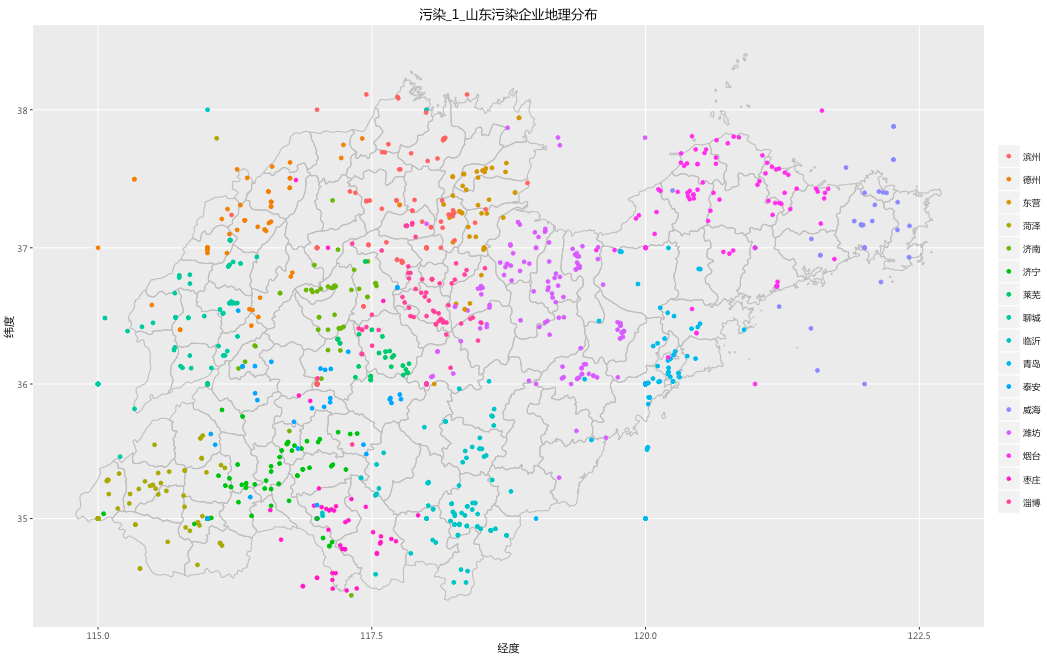 污染_1_山东污染企业地理分布
纬度
38
37
36
35
115.0
117.5
120.0
122.5
经度
滨州
德州
东营
菏泽
济南
济宁
莱芜
聊城
临沂
青岛
泰安
威海
潍坊
烟台
枣庄
淄博